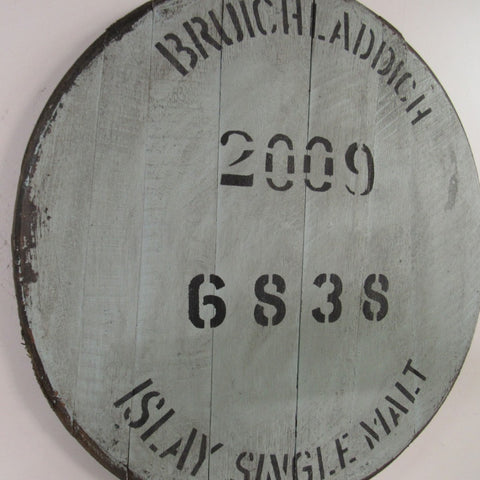 BRUICHLADDICH
2009
6838
ISLAY SINGLE MALT